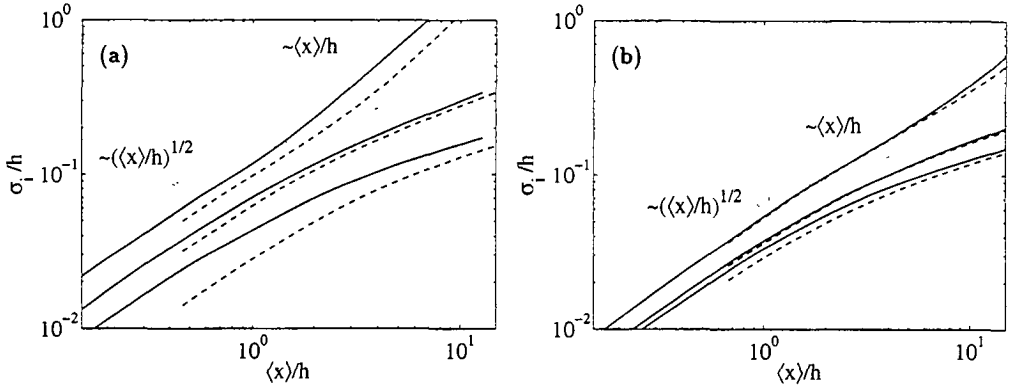 (a)
10^0
10^-1
10^-2
σ_i/h
~⟨x⟩/h
~(⟨x⟩/h)^1/2
10^0
10^1
⟨x⟩/h
(b)
10^0
10^-1
10^-2
σ_i/h
~⟨x⟩/h
~(⟨x⟩/h)^1/2
10^0
10^1
⟨x⟩/h